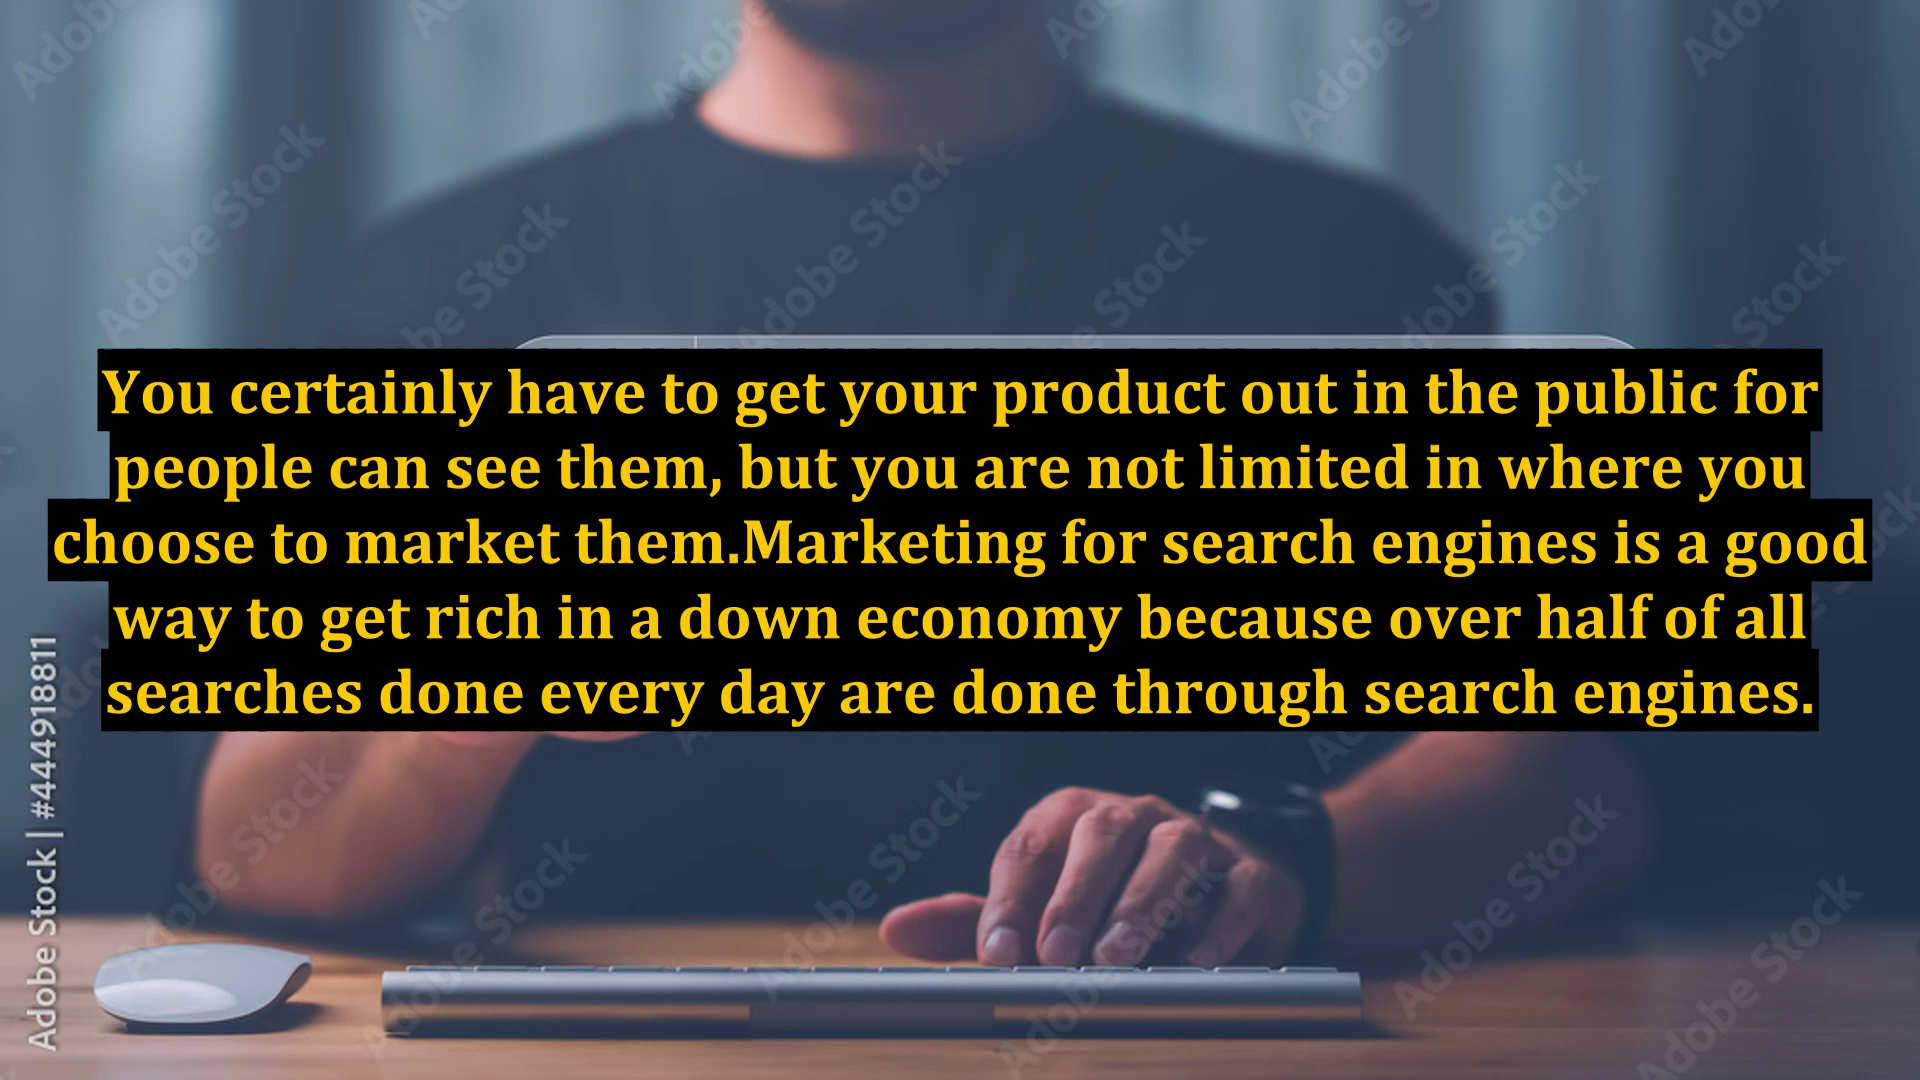 You certainly have to get your product out in the public for
people can see them, but you are not limited in where you
choose to market them.Marketing for search engines is a good
way to get rich in a down economy because over half of all
searches done every day are done through search engines.
Adobe Stock | #444918811
Adobe Stock